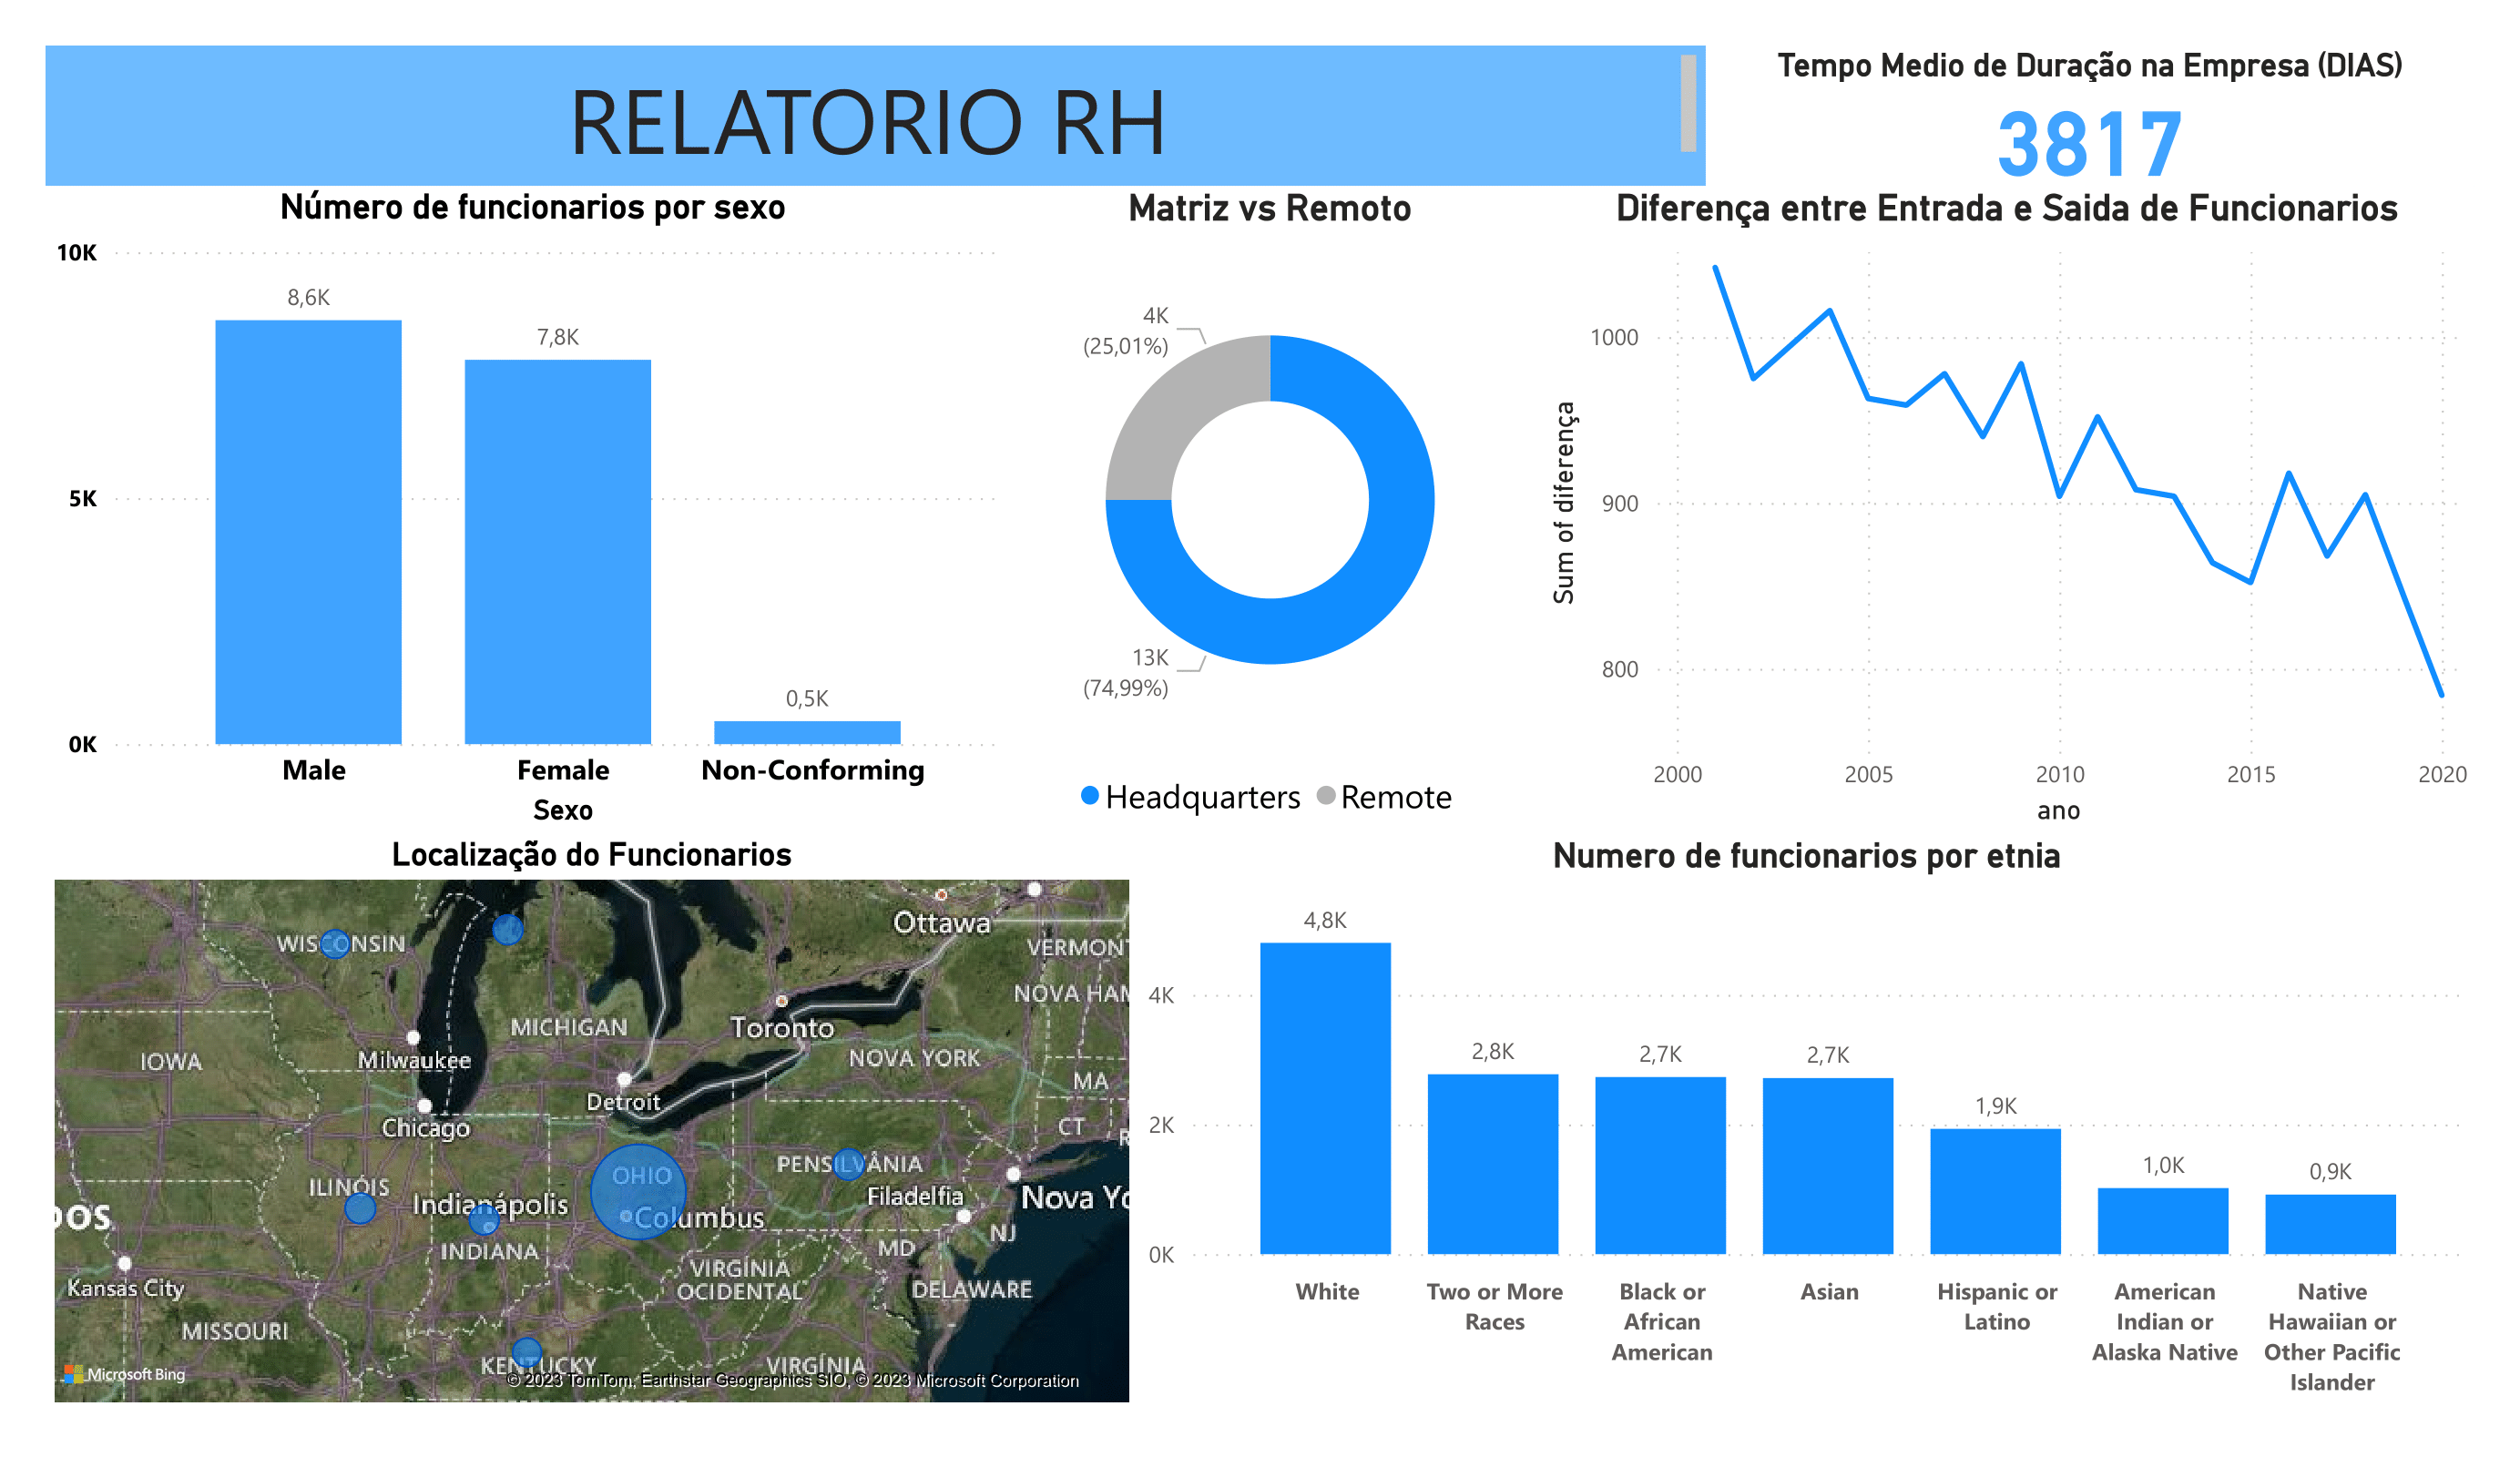 RELATORIO RH
Tempo Medio de Duração na Empresa (DIAS)
3817
Número de funcionarios por sexo
10K
5K
0K
8,6K
7,8K
0,5K
Male
Female
Non-Conforming
Sexo
Matriz vs Remoto
4K
(25,01%)
13K
(74,99%)
Headquarters
Remote
Diferença entre Entrada e Saida de Funcionarios
Sum of diferença
1000
900
800
2000
2005
2010
2015
2020
ano
Localização do Funcionarios
Ottawa
WISCONSIN
VERMONT
NOVA HAM
MICHIGAN
Toronto
IOWA
Milwaukee
NOVA YORK
MA
Detroit
Chicago
CT
R
OHIO
PENSILVÂNIA
ILINÓIS
Indianápolis
Filadelfia
Nova Yo
DOS
Columbus
NJ
INDIANA
MD
VIRGÍNIA
OCIDENTAL
Kansas City
DELAWARE
MISSOURI
KENTUCKY
VIRGÍNIA
Microsoft Bing
© 2023 TomTom, Earthstar Geographics SIO, © 2023 Microsoft Corporation
Numero de funcionarios por etnia
4K
2K
0K
4,8K
2,8K
2,7K
2,7K
1,9K
1,0K
0,9K
White
Two or More
Races
Black or
African
American
Asian
Hispanic or
Latino
American
Indian or
Alaska Native
Native
Hawaiian or
Other Pacific
Islander